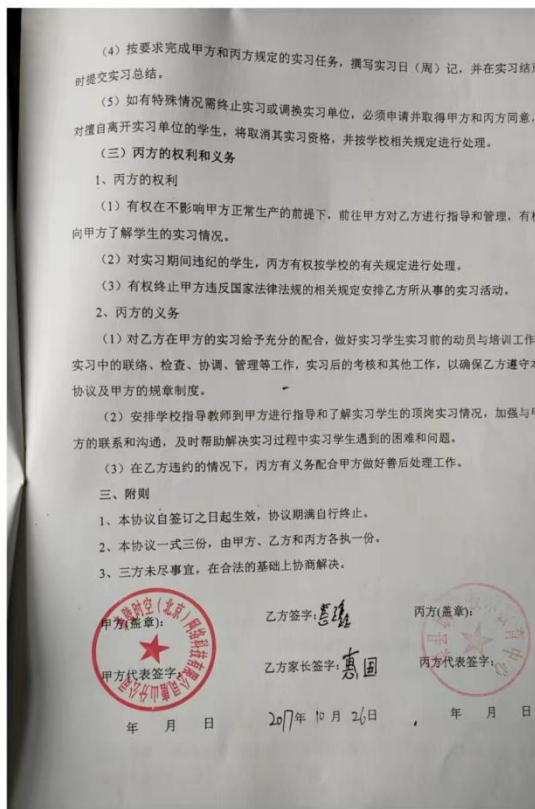 (4)按要求完成甲方和丙方规定的实习任务，撰写实习日（周）记，并在实习结束
时提交实习总结。
(5)如有特殊情况需终止实习或调换实习单位，必须申请并取得甲方和丙方同意，
对擅自离开实习单位的学生，将取消其实习资格，并按学校相关规定进行处理。
（三）丙方的权利和义务
1、丙方的权利
(1)有权在不影响甲方正常生产的前提下，前往甲方对乙方进行指导和管理，有权
向甲方了解学生的实习情况。
(2)对实习期间违纪的学生，丙方有权按学校的有关规定进行处理。
(3)有权终止甲方违反国家法律法规的相关规定安排乙方所从事的实习活动。
2、丙方的义务
(1)对乙方在甲方的实习给予充分的配合，做好实习学生实习前的动员与培训工作
实习中的联络、检查、协调、管理等工作，实习后的考核和其他工作，以确保乙方遵守本
协议及甲方的规章制度。
(2)安排学校指导教师到甲方进行指导和了解实习学生的顶岗实习情况，加强与甲
方的联系和沟通，及时帮助解决实习过程中实习学生遇到的困难和问题。
(3)在乙方违约的情况下，丙方有义务配合甲方做好善后处理工作。
三、附则
1、本协议自签订之日起生效，协议期满自行终止。
2、本协议一式三份，由甲方、乙方和丙方各执一份。
3、三方未尽事宜，在合法的基础上协商解决。
甲方(盖章)： 乙方签字： 丙方(盖章)：
时空（北京）网络科技有限公司唐山分公司
甲方代表签字： 乙方家长签字： 丙方代表签字：
年 月 日 2017年 10月 26日 年 月 日